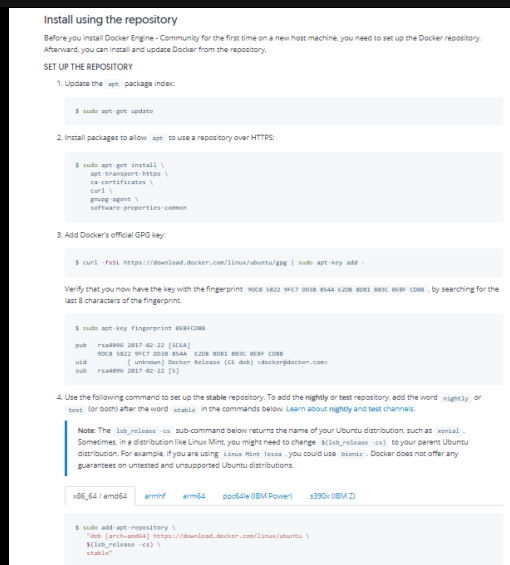 Install using the repository
Before you install Docker Engine - Community for the first time on a new host machine, you need to set up the Docker repository.
Afterward, you can install and update Docker from the repository.
SET UP THE REPOSITORY
1. Update the apt package index:
$ sudo apt-get update
2. Install packages to allow apt to use a repository over HTTPS:
$ sudo apt-get install \
apt-transport-https \
ca-certificates \
curl \
gnupg-agent \
software-properties-common
3. Add Docker's official GPG key:
$ curl -fsSL https://download.docker.com/linux/ubuntu/gpg | sudo apt-key add -
Verify that you now have the key with the fingerprint 9DC8 5822 9FC7 DD38 854A E2D8 8D81 803C 0EBF CD88 , by searching for the
last 8 characters of the fingerprint.
$ sudo apt-key fingerprint 0EBFCD88
pub rsa4096 2017-02-22 [SCEA]
9DC8 5822 9FC7 DD38 854A E2D8 8D81 803C 0EBF CD88
uid [ unknown] Docker Release (CE deb) <docker@docker.com>
sub rsa4096 2017-02-22 [S]
4. Use the following command to set up the stable repository. To add the nightly or test repository, add the word nightly or
test (or both) after the word stable in the commands below. Learn about nightly and test channels.
Note: The lsb_release -cs sub-command below returns the name of your Ubuntu distribution, such as xenial .
Sometimes, in a distribution like Linux Mint, you might need to change $(lsb_release -cs) to your parent Ubuntu
distribution. For example, if you are using Linux Mint Tessa , you could use bionic . Docker does not offer any
guarantees on untested and unsupported Ubuntu distributions.
x86_64 / amd64 armhf arm64 ppc64le (IBM Power) s390x (IBM Z)
$ sudo add-apt-repository \
"deb [arch=amd64] https://download.docker.com/linux/ubuntu \
$(lsb_release -cs) \
stable"